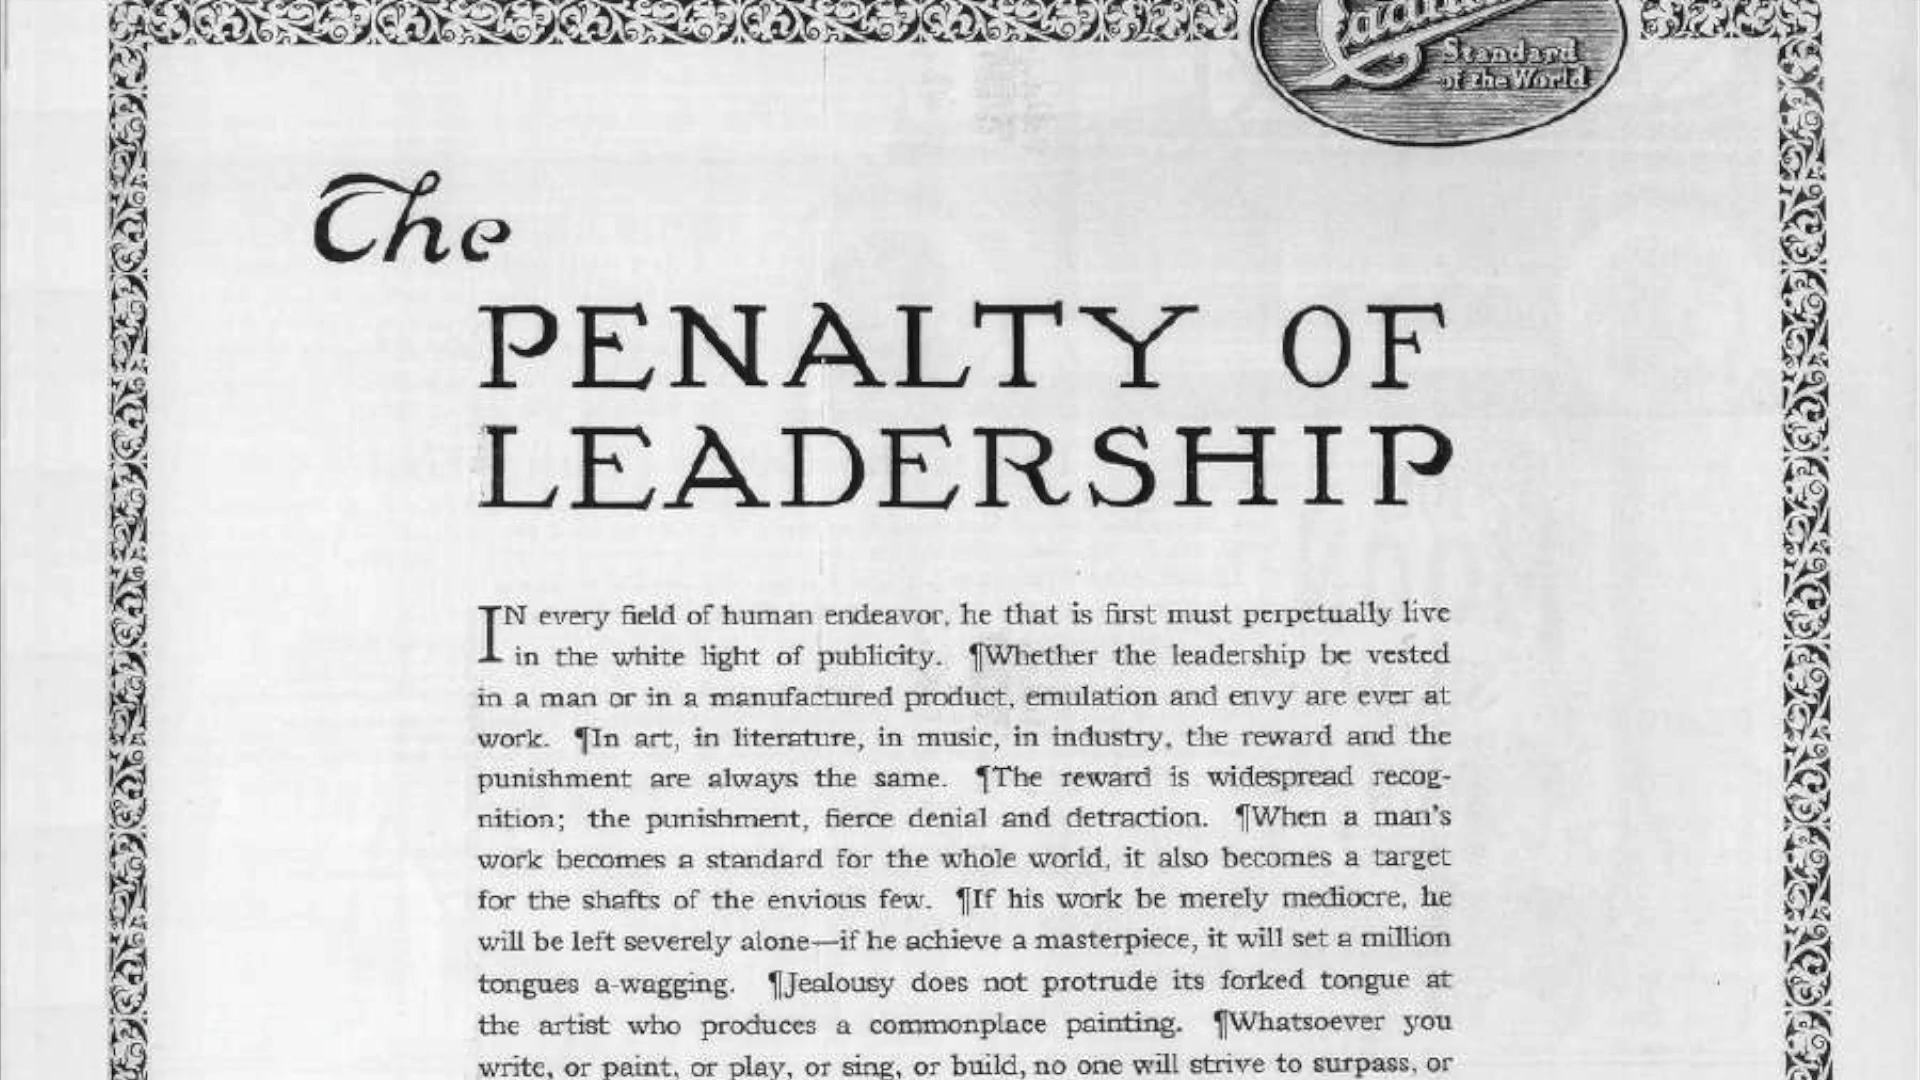 Cadillac
Standard
of the World
The
PENALTY OF
LEADERSHIP
IN every field of human endeavor, he that is first must perpetually live
in the white light of publicity. ¶Whether the leadership be vested
in a man or in a manufactured product, emulation and envy are ever at
work. ¶In art, in literature, in music, in industry, the reward and the
punishment are always the same. ¶The reward is widespread recog-
nition; the punishment, fierce denial and detraction. ¶When a man's
work becomes a standard for the whole world, it also becomes a target
for the shafts of the envious few. ¶If his work be merely mediocre, he
will be left severely alone—if he achieve a masterpiece, it will set a million
tongues a-wagging. ¶Jealousy does not protrude its forked tongue at
the artist who produces a commonplace painting. ¶Whatsoever you
write, or paint, or play, or sing, or build, no one will strive to surpass, or